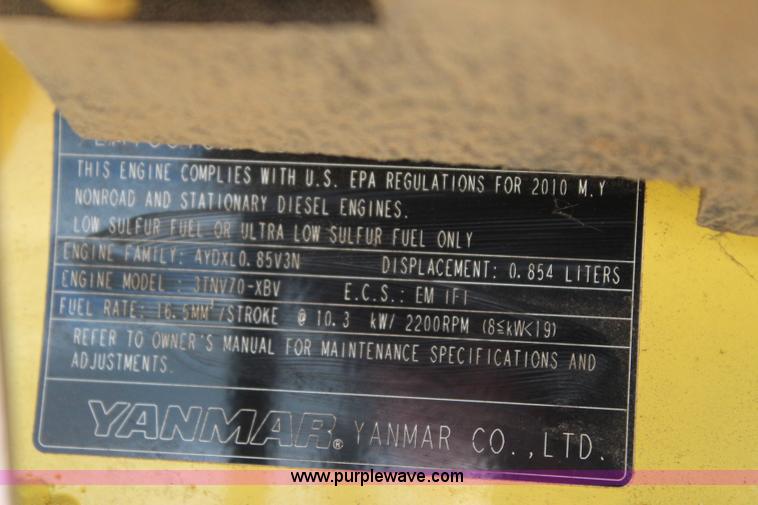 THIS ENGINE COMPLIES WITH U.S. EPA REGULATIONS FOR 2010 M.Y
NONROAD AND STATIONARY DIESEL ENGINES.
LOW SULFUR FUEL OR ULTRA LOW SULFUR FUEL ONLY
ENGINE FAMILY: AYDXL0.85V3N DISPLACEMENT: 0.854 LITERS
ENGINE MODEL : 3TNV70-XBV E.C.S.: EM IFI
FUEL RATE: 16.5MM³/STROKE @ 10.3 kW/ 2200RPM (8≦kW<19)
REFER TO OWNER'S MANUAL FOR MAINTENANCE SPECIFICATIONS AND
ADJUSTMENTS.
YANMAR® YANMAR CO.,LTD.
www.purplewave.com